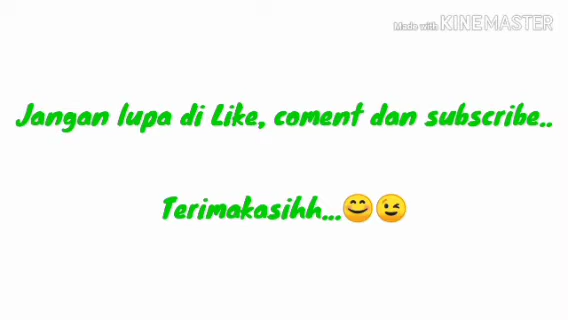 Made with KINEMASTER
Jangan lupa di Like, coment dan subscribe..
Terimakasihh...😊😉